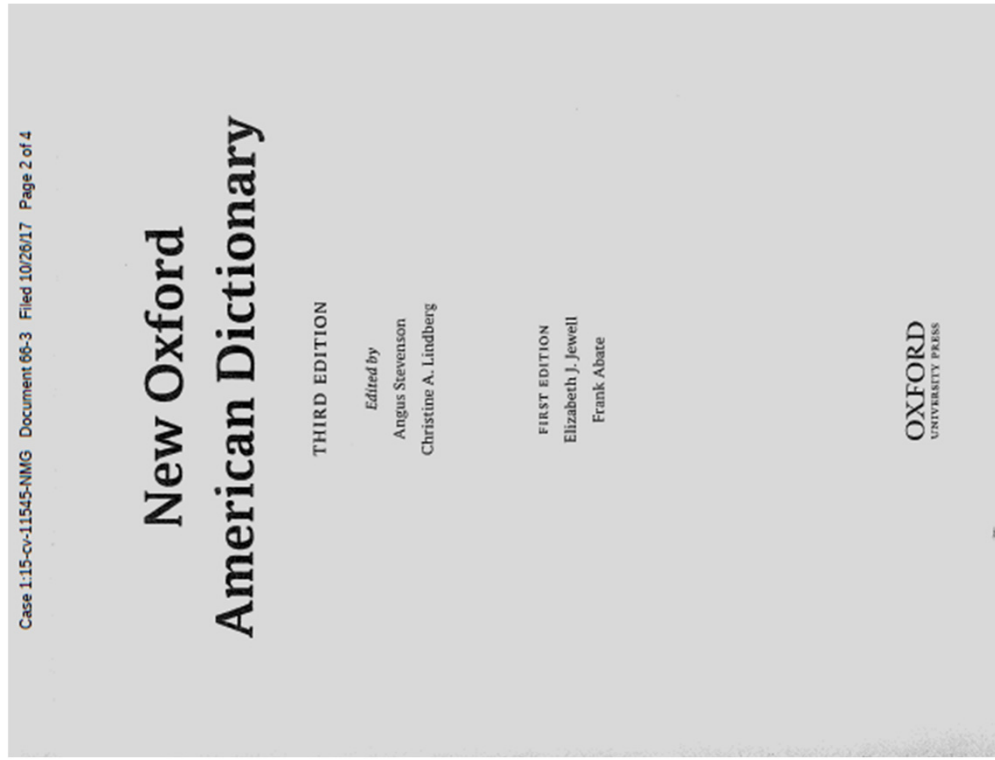 Case 1:15-cv-11545-NMG Document 66-3 Filed 10/26/17 Page 2 of 4
New Oxford
American Dictionary
THIRD EDITION
Edited by
Angus Stevenson
Christine A. Lindberg
FIRST EDITION
Elizabeth J. Jewell
Frank Abate
OXFORD
UNIVERSITY PRESS